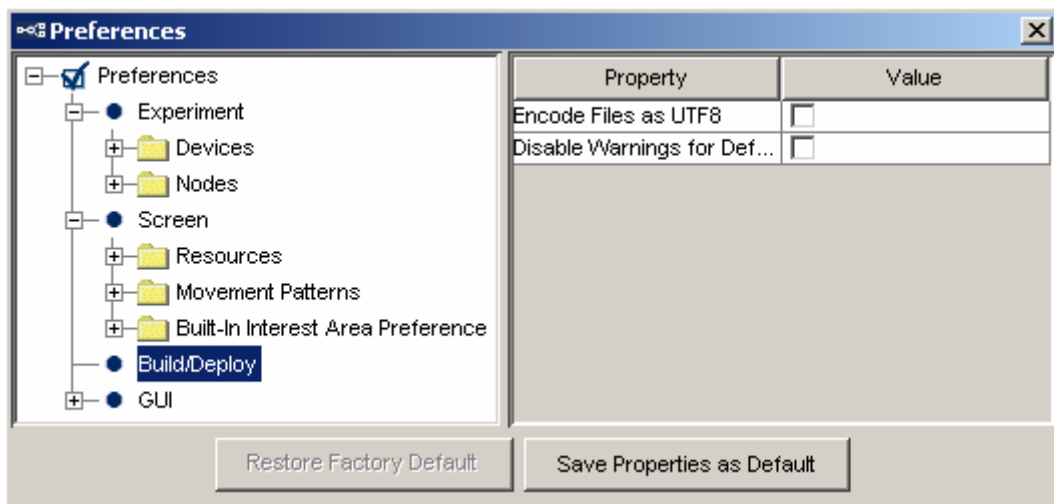 Preferences
Preferences
Experiment
Devices
Nodes
Screen
Resources
Movement Patterns
Built-In Interest Area Preference
Build/Deploy
GUI
Property Value
Encode Files as UTF8
Disable Warnings for Def...
Restore Factory Default Save Properties as Default